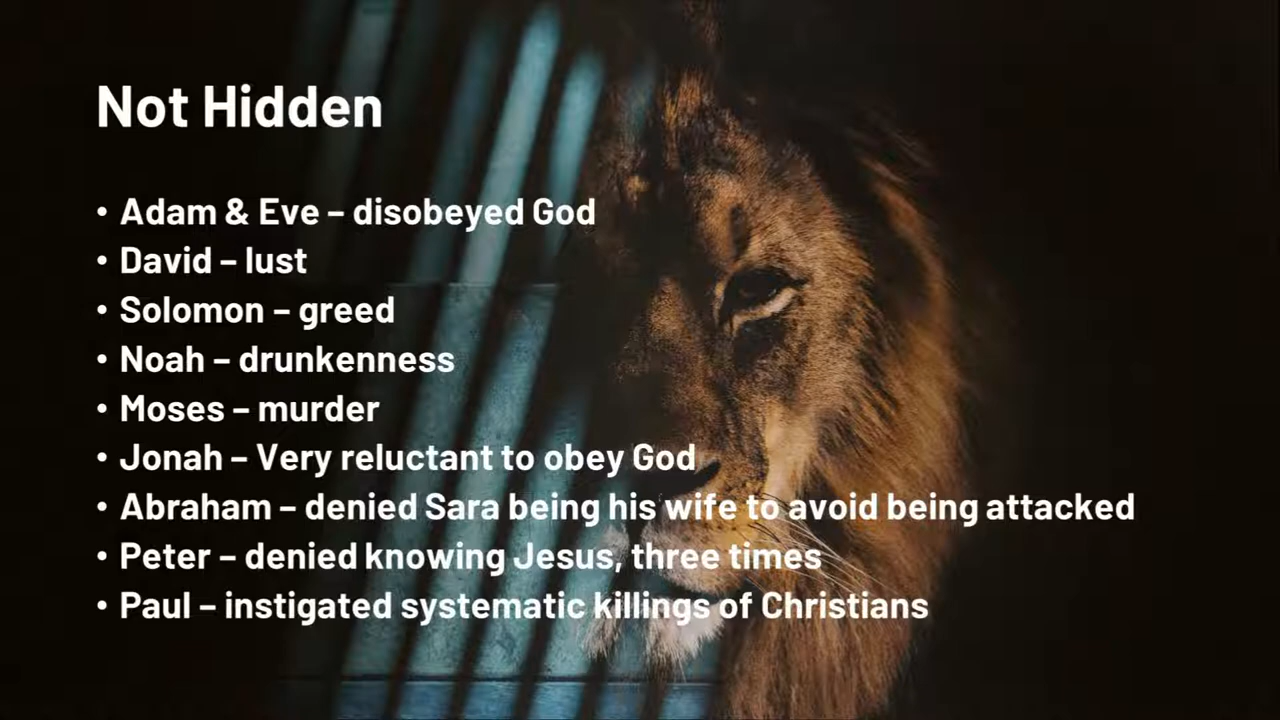 Not Hidden
• Adam & Eve – disobeyed God
• David – lust
• Solomon – greed
• Noah – drunkenness
• Moses – murder
• Jonah – Very reluctant to obey God
• Abraham – denied Sara being his wife to avoid being attacked
• Peter – denied knowing Jesus, three times
• Paul – instigated systematic killings of Christians